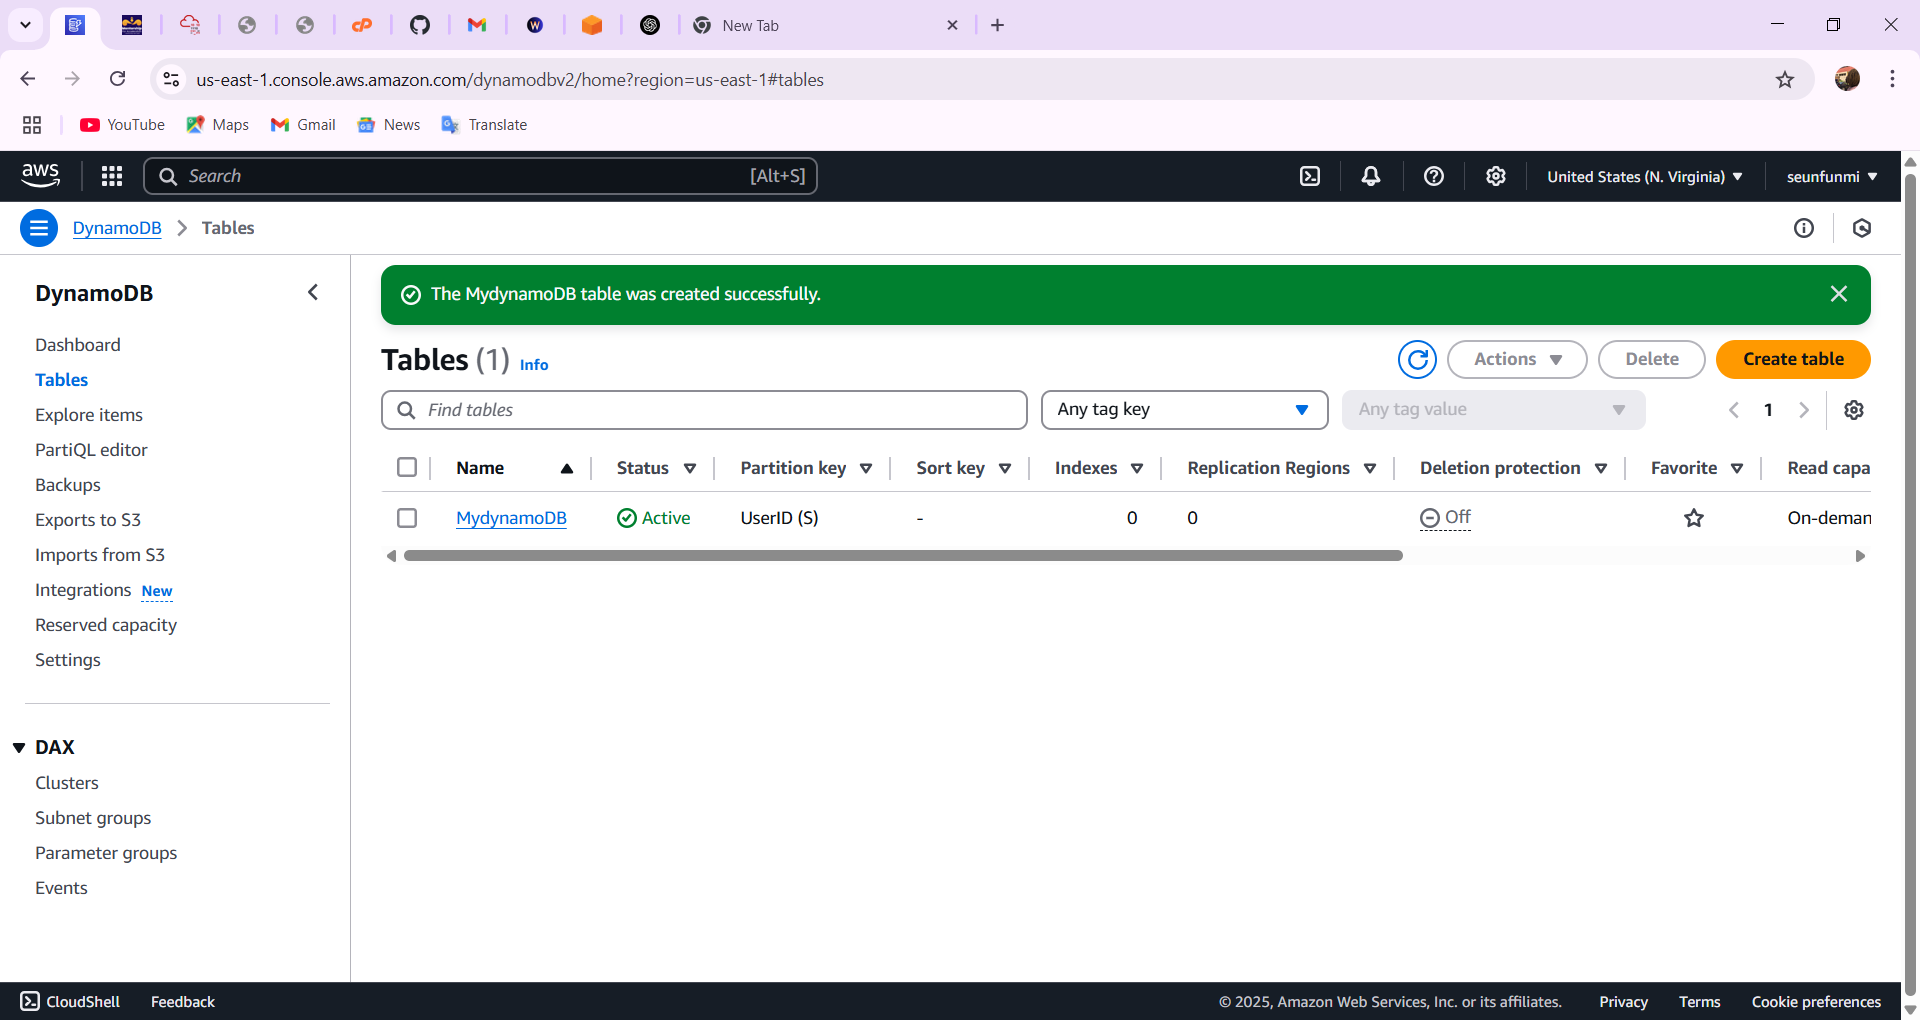 New Tab
us-east-1.console.aws.amazon.com/dynamodbv2/home?region=us-east-1#tables
YouTube Maps Gmail News Translate
aws Search [Alt+S] United States (N. Virginia) seunfunmi
DynamoDB Tables
DynamoDB
Dashboard
Tables
Explore items
PartiQL editor
Backups
Exports to S3
Imports from S3
Integrations New
Reserved capacity
Settings
DAX
Clusters
Subnet groups
Parameter groups
Events
The MydynamoDB table was created successfully.
Tables (1) Info Actions Delete Create table
Find tables Any tag key Any tag value 1
Name Status Partition key Sort key Indexes Replication Regions Deletion protection Favorite Read capa
MydynamoDB Active UserID (S) - 0 0 Off On-deman
CloudShell Feedback © 2025, Amazon Web Services, Inc. or its affiliates. Privacy Terms Cookie preferences